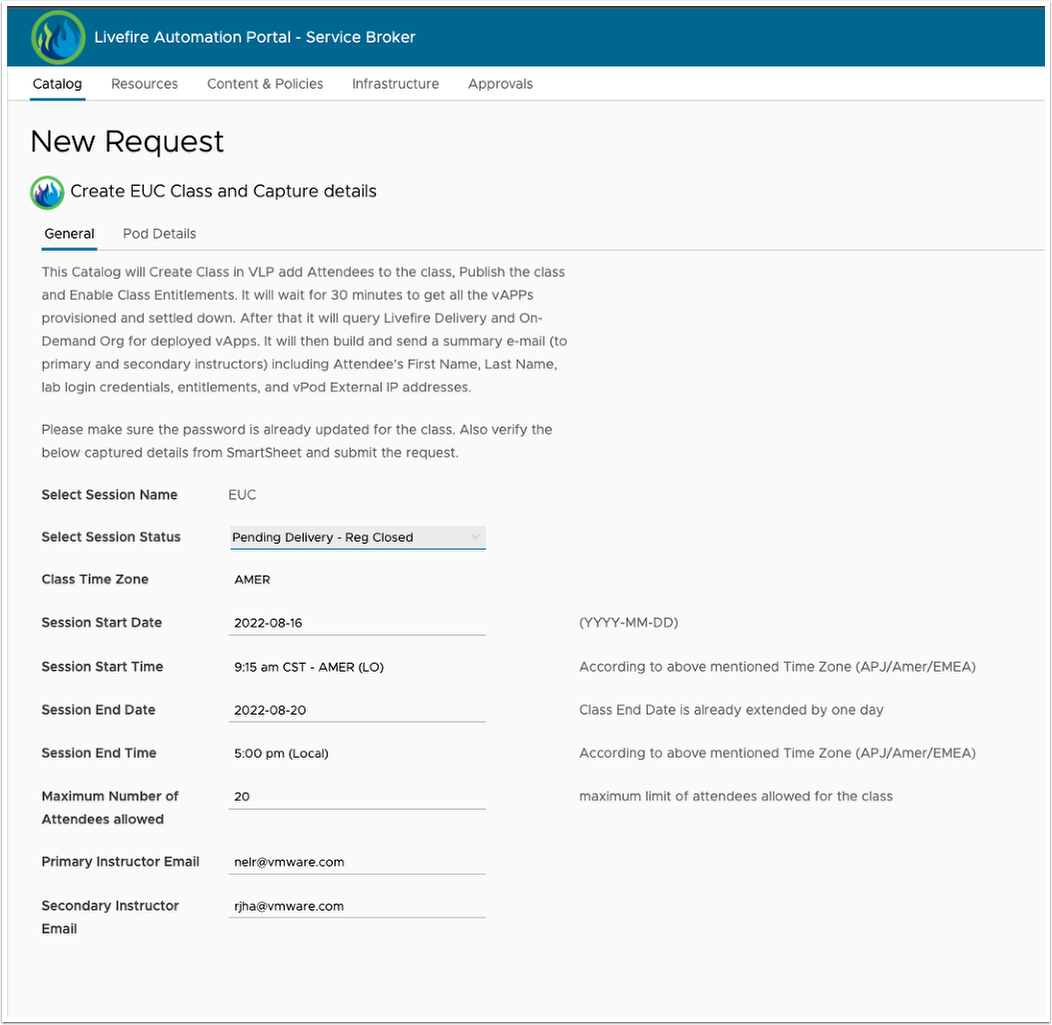 Livefire Automation Portal - Service Broker
Catalog Resources Content & Policies Infrastructure Approvals
New Request
Create EUC Class and Capture details
General Pod Details
This Catalog will Create Class in VLP add Attendees to the class, Publish the class
and Enable Class Entitlements. It will wait for 30 minutes to get all the vAPPs
provisioned and settled down. After that it will query Livefire Delivery and On-
Demand Org for deployed vApps. It will then build and send a summary e-mail (to
primary and secondary instructors) including Attendee's First Name, Last Name,
lab login credentials, entitlements, and vPod External IP addresses.
Please make sure the password is already updated for the class. Also verify the
below captured details from SmartSheet and submit the request.
Select Session Name EUC
Select Session Status Pending Delivery - Reg Closed
Class Time Zone AMER
Session Start Date 2022-08-16 (YYYY-MM-DD)
Session Start Time 9:15 am CST - AMER (LO) According to above mentioned Time Zone (APJ/Amer/EMEA)
Session End Date 2022-08-20 Class End Date is already extended by one day
Session End Time 5:00 pm (Local) According to above mentioned Time Zone (APJ/Amer/EMEA)
Maximum Number of 20 maximum limit of attendees allowed for the class
Attendees allowed
Primary Instructor Email nelr@vmware.com
Secondary Instructor rjha@vmware.com
Email